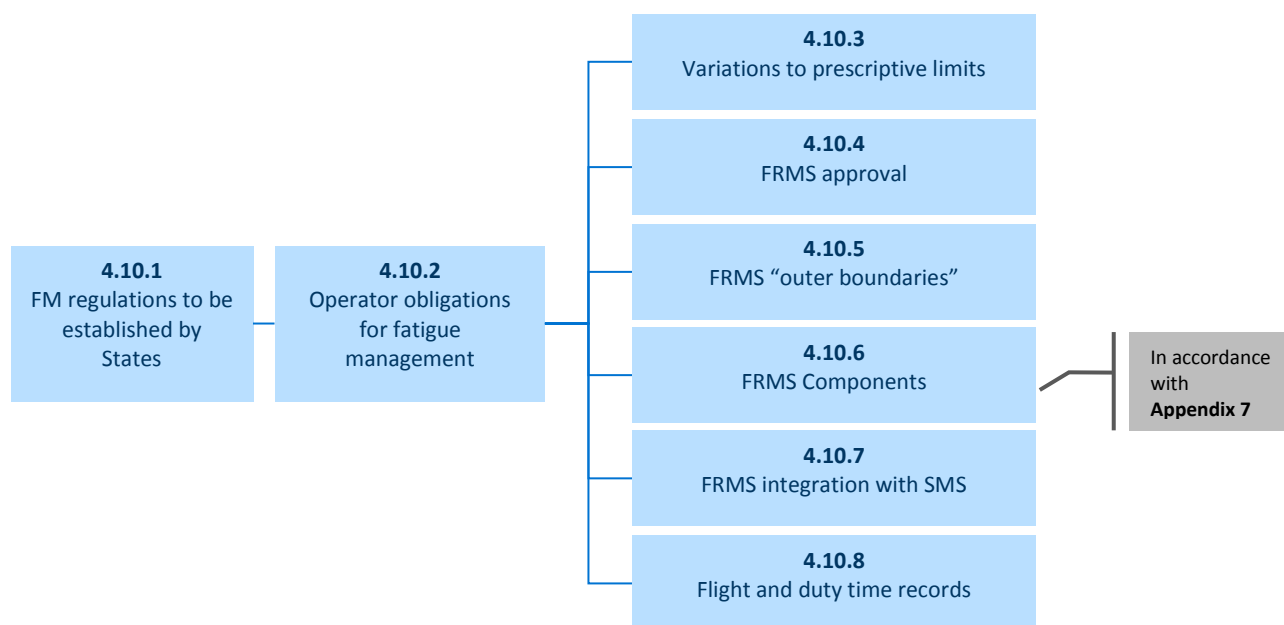 4.10.3
Variations to prescriptive limits
4.10.4
FRMS approval
4.10.5
FRMS “outer boundaries”
4.10.1
FM regulations to be
established by
States
4.10.2
Operator obligations
for fatigue
management
4.10.6
FRMS Components
In accordance
with
Appendix 7
4.10.7
FRMS integration with SMS
4.10.8
Flight and duty time records